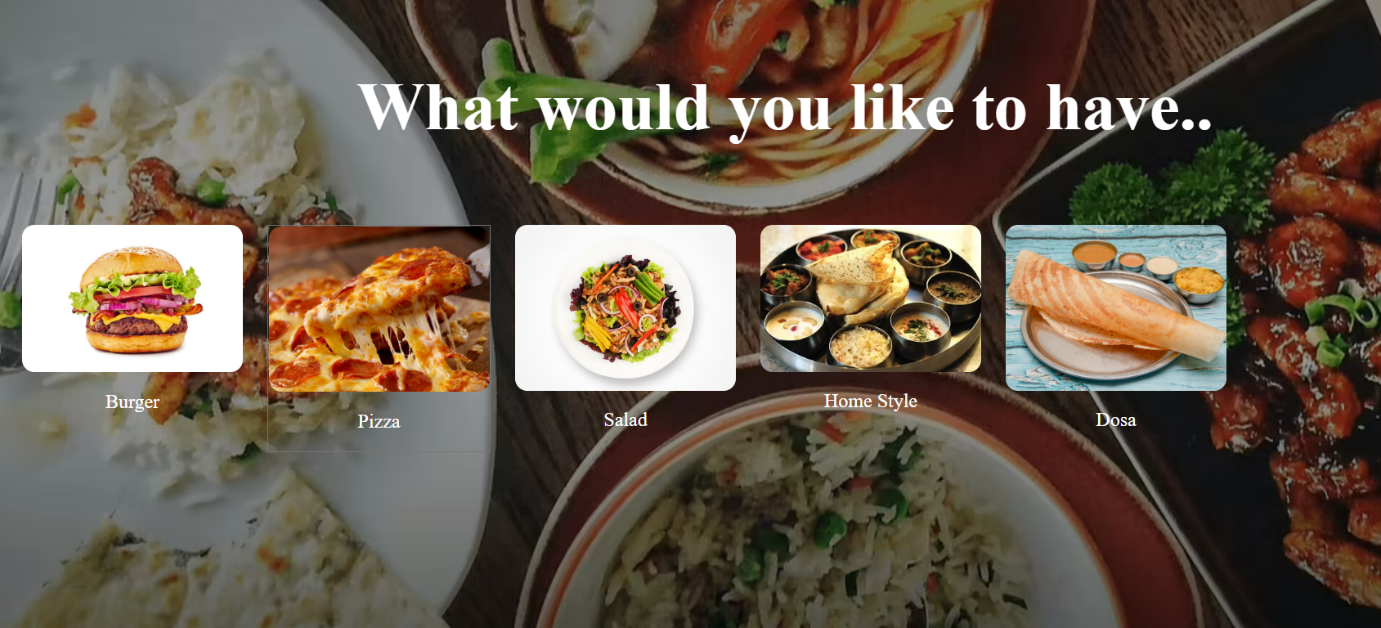 What would you like to have..
Burger
Pizza
Salad
Home Style
Dosa